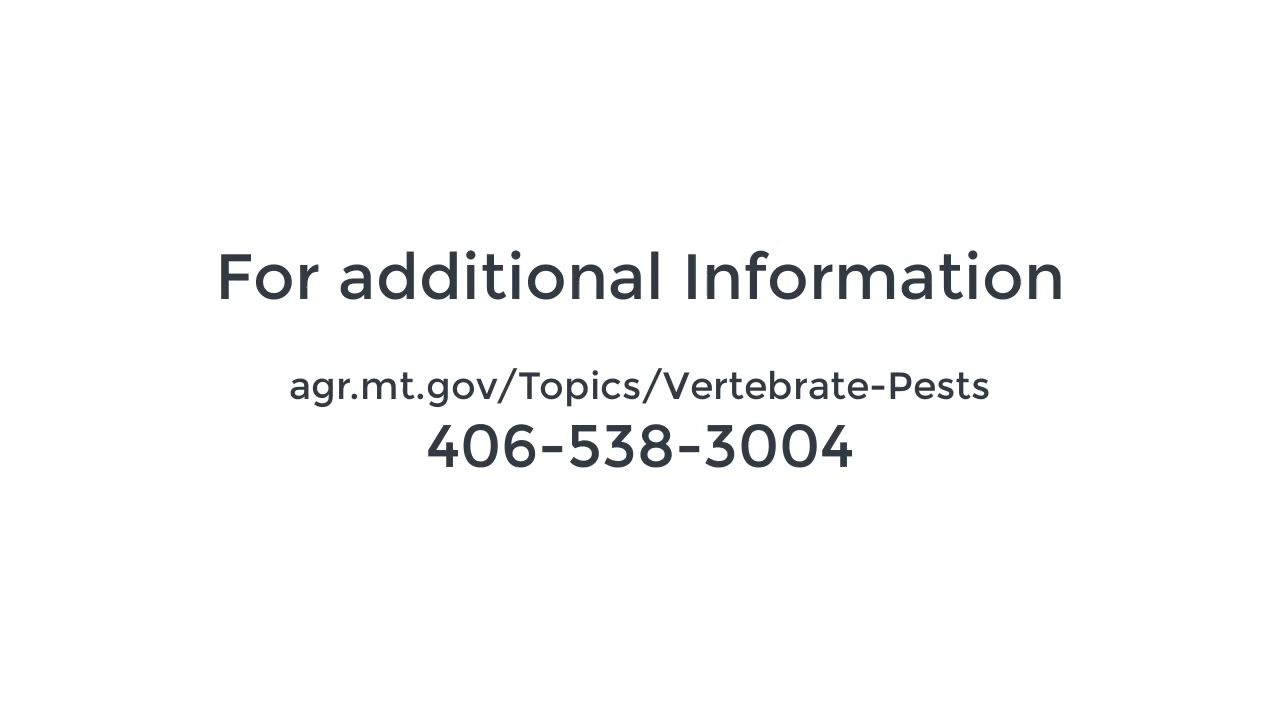 For additional Information
agr.mt.gov/Topics/Vertebrate-Pests
406-538-3004